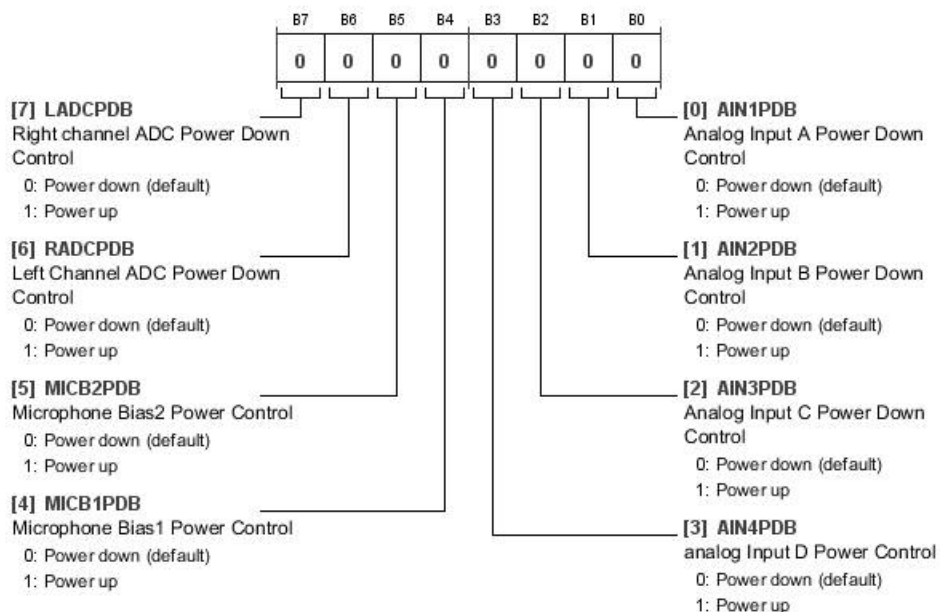 B7 B6 B5 B4 B3 B2 B1 B0
0 0 0 0 0 0 0 0
[7] LADCPDB
Right channel ADC Power Down
Control
0: Power down (default)
1: Power up
[6] RADCPDB
Left Channel ADC Power Down
Control
0: Power down (default)
1: Power up
[5] MICB2PDB
Microphone Bias2 Power Control
0: Power down (default)
1: Power up
[4] MICB1PDB
Microphone Bias1 Power Control
0: Power down (default)
1: Power up
[0] AIN1PDB
Analog Input A Power Down
Control
0: Power down (default)
1: Power up
[1] AIN2PDB
Analog Input B Power Down
Control
0: Power down (default)
1: Power up
[2] AIN3PDB
Analog Input C Power Down
Control
0: Power down (default)
1: Power up
[3] AIN4PDB
analog Input D Power Control
0: Power down (default)
1: Power up